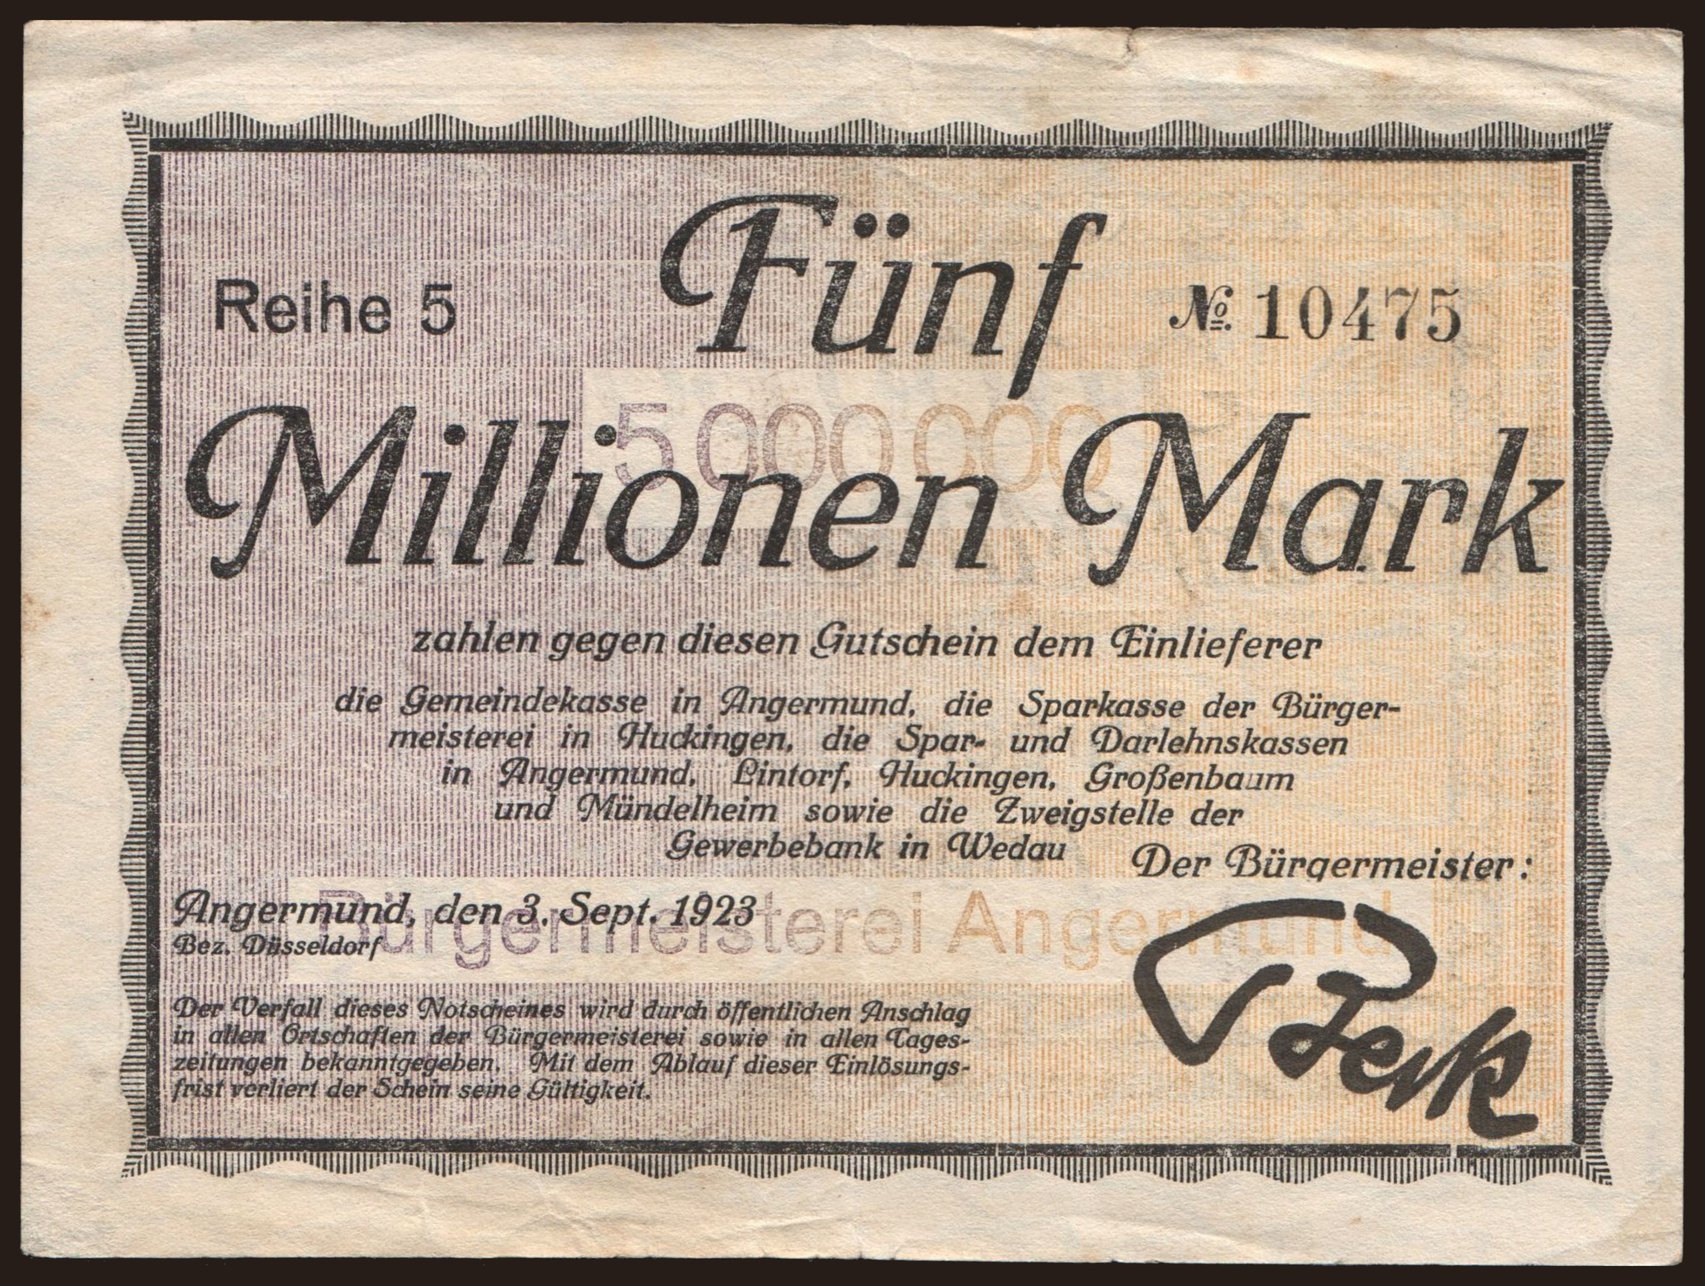 Reihe 5
Fünf
№ 10475
5 000 000
Millionen Mark
zahlen gegen diesen Gutschein dem Einlieferer
die Gemeindekasse in Angermund, die Sparkasse der Bürger-
meisterei in Huckingen, die Spar- und Darlehnskassen
in Angermund, Lintorf, Huckingen, Großenbaum
und Mündelheim sowie die Zweigstelle der
Gewerbebank in Wedau
Der Bürgermeister:
Angermund, den 3. Sept. 1923
Bürgermeisterei Angermund
Bez. Düsseldorf
Der Verfall dieses Notscheines wird durch öffentlichen Anschlag
in allen Ortschaften der Bürgermeisterei sowie in allen Tages-
zeitungen bekanntgegeben. Mit dem Ablauf dieser Einlösungs-
frist verliert der Schein seine Gültigkeit.